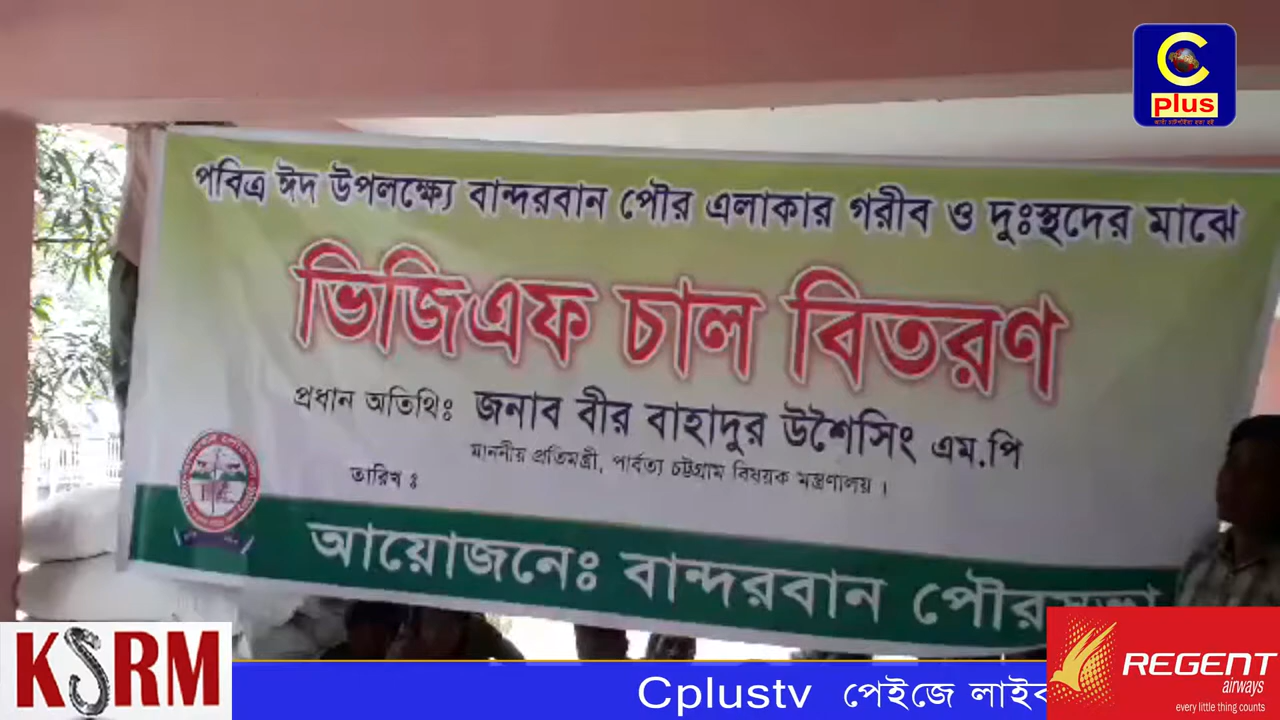 C
plus
পবিত্র ঈদ উপলক্ষ্যে বান্দরবান পৌর এলাকার গরীব ও দুঃস্থদের মাঝে
ভিজিএফ চাল বিতরণ
প্রধান অতিথিঃ জনাব বীর বাহাদুর উশৈসিং এম.পি
মাননীয় প্রতিমন্ত্রী, পার্বত্য চট্টগ্রাম বিষয়ক মন্ত্রণালয় ।
তারিখ ঃ
আয়োজনেঃ বান্দরবান পৌরসভা
KSRM
Cplustv পেইজে লাইক
REGENT
airways
every little thing counts